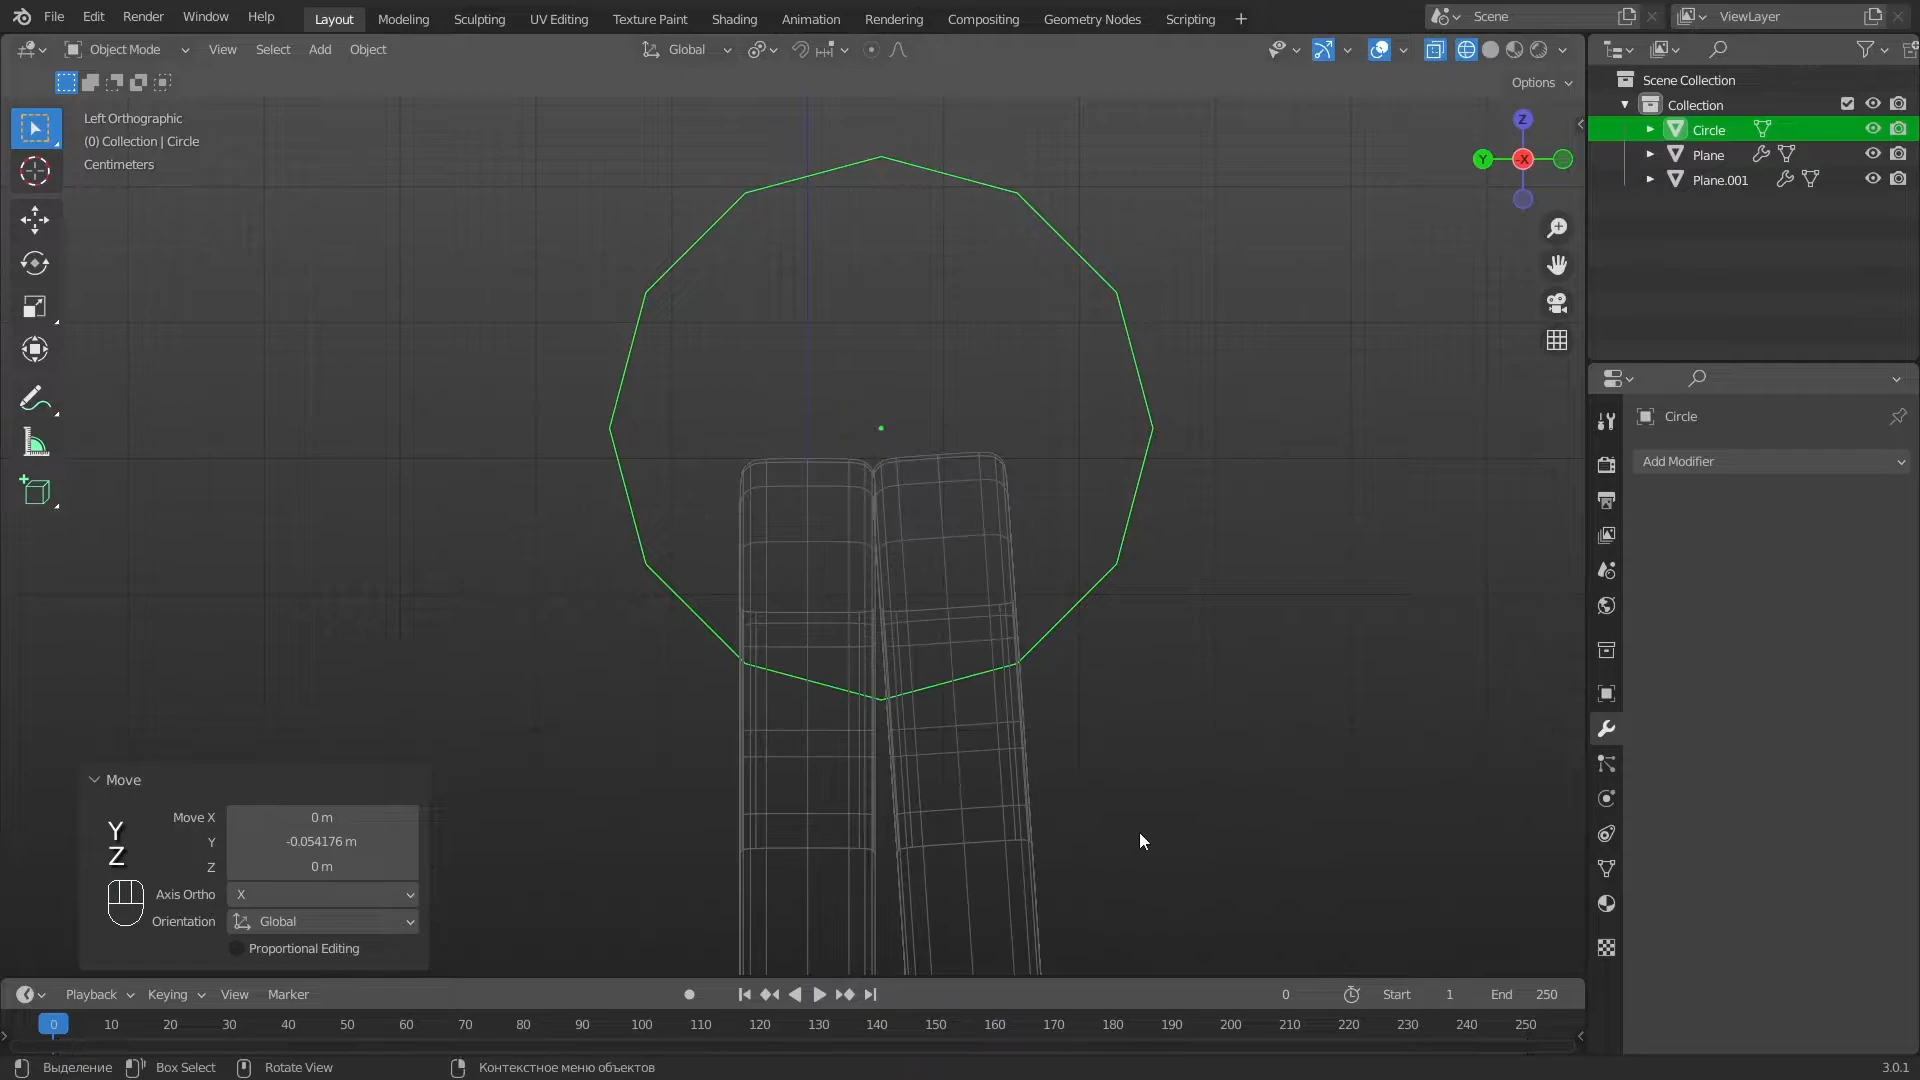 File Edit Render Window Help Layout Modeling Sculpting UV Editing Texture Paint Shading Animation Rendering Compositing Geometry Nodes Scripting + Scene ViewLayer
Object Mode View Select Add Object Global
Options
Left Orthographic
(0) Collection | Circle
Centimeters
Z
Y
-X
Scene Collection
Collection
Circle
Plane
Plane.001
Circle
Add Modifier
Move
Move X 0 m
Y -0.054176 m
Z 0 m
Axis Ortho X
Orientation Global
Proportional Editing
Y
Z
Playback Keying View Marker 0 Start 1 End 250
0 10 20 30 40 50 60 70 80 90 100 110 120 130 140 150 160 170 180 190 200 210 220 230 240 250
Выделение Box Select Rotate View Контекстное меню объектов 3.0.1